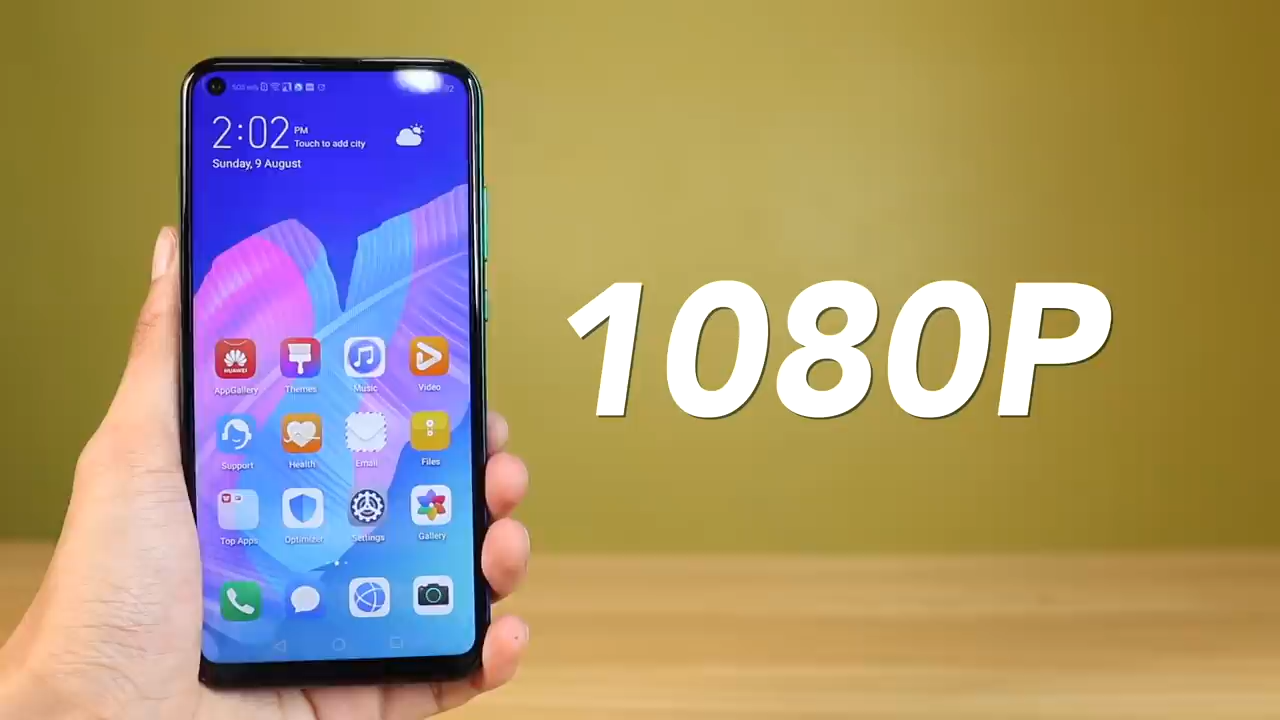 2:02 PM
Touch to add city
Sunday, 9 August
1080P
HUAWEI
AppGallery Themes Music Video
Support Health Email Files
Top Apps Optimizer Settings Gallery